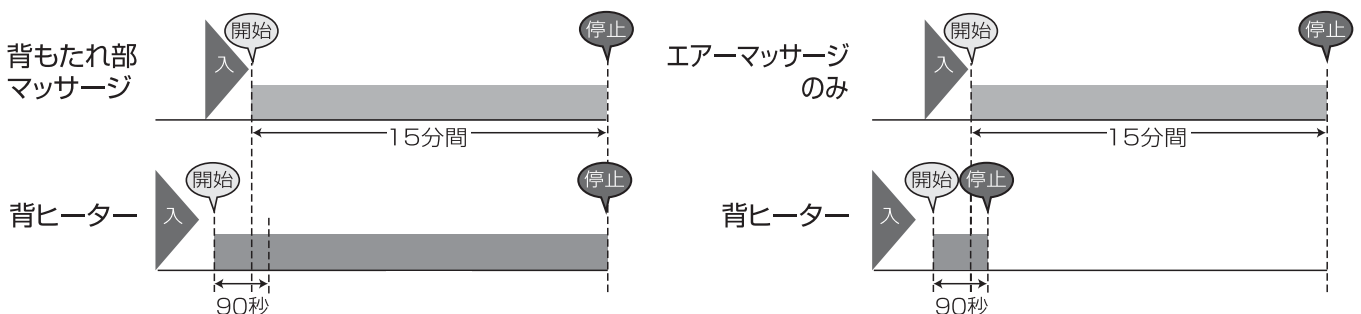 開始
停止
背もたれ部
マッサージ
入
15分間
開始
停止
背ヒーター
入
90秒
開始
停止
エアーマッサージ
のみ
入
15分間
開始
停止
背ヒーター
入
90秒